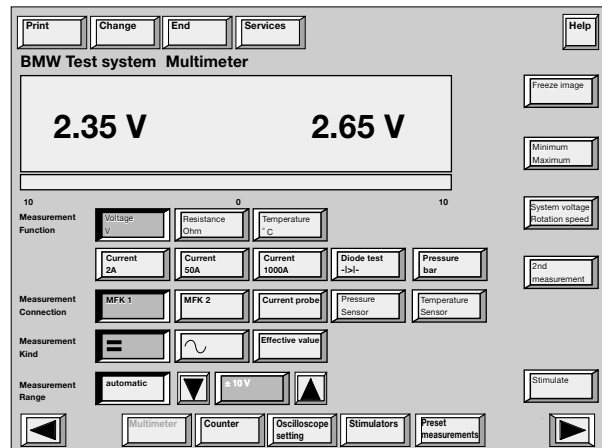 Print Change End Services Help
BMW Test system Multimeter
Freeze image
2.35 V 2.65 V
Minimum
Maximum
10 0 10
System voltage
Rotation speed
Measurement
Function
Voltage
V
Resistance
Ohm
Temperature
° C
Current
2A
Current
50A
Current
1000A
Diode test
-|>|-
Pressure
bar
2nd
measurement
Measurement
Connection
MFK 1
MFK 2
Current probe
Pressure
Sensor
Temperature
Sensor
Measurement
Kind
=
Effective value
Measurement
Range
automatic
± 10 V
Stimulate
Multimeter
Counter
Oscilloscope
setting
Stimulators
Preset
measurements